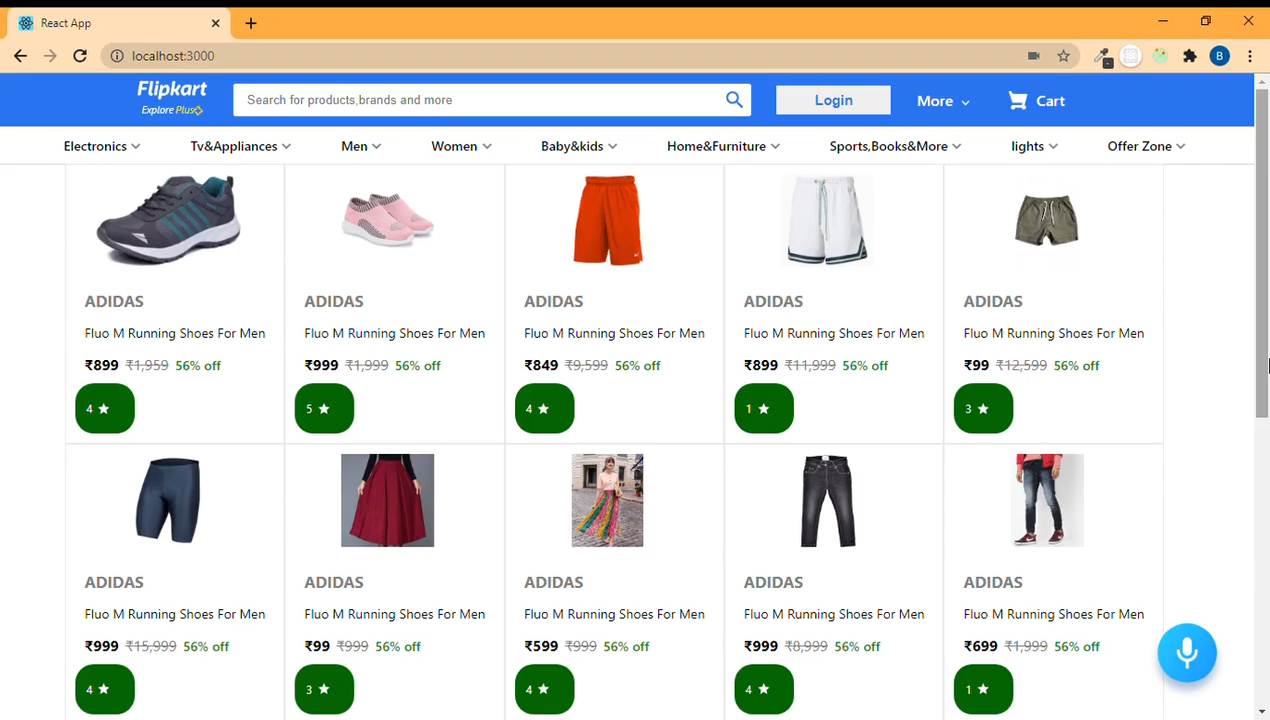 React App
localhost:3000
B
Flipkart
Explore Plus
Search for products,brands and more
Login
More
Cart
Electronics
Tv&Appliances
Men
Women
Baby&kids
Home&Furniture
Sports,Books&More
lights
Offer Zone
ADIDAS
Fluo M Running Shoes For Men
₹899 ₹1,959 56% off
4
ADIDAS
Fluo M Running Shoes For Men
₹999 ₹1,999 56% off
5
ADIDAS
Fluo M Running Shoes For Men
₹849 ₹9,599 56% off
4
ADIDAS
Fluo M Running Shoes For Men
₹899 ₹11,999 56% off
1
ADIDAS
Fluo M Running Shoes For Men
₹99 ₹12,599 56% off
3
ADIDAS
Fluo M Running Shoes For Men
₹999 ₹15,999 56% off
4
ADIDAS
Fluo M Running Shoes For Men
₹99 ₹999 56% off
3
ADIDAS
Fluo M Running Shoes For Men
₹599 ₹999 56% off
4
ADIDAS
Fluo M Running Shoes For Men
₹999 ₹8,999 56% off
4
ADIDAS
Fluo M Running Shoes For Men
₹699 ₹1,999 56% off
1